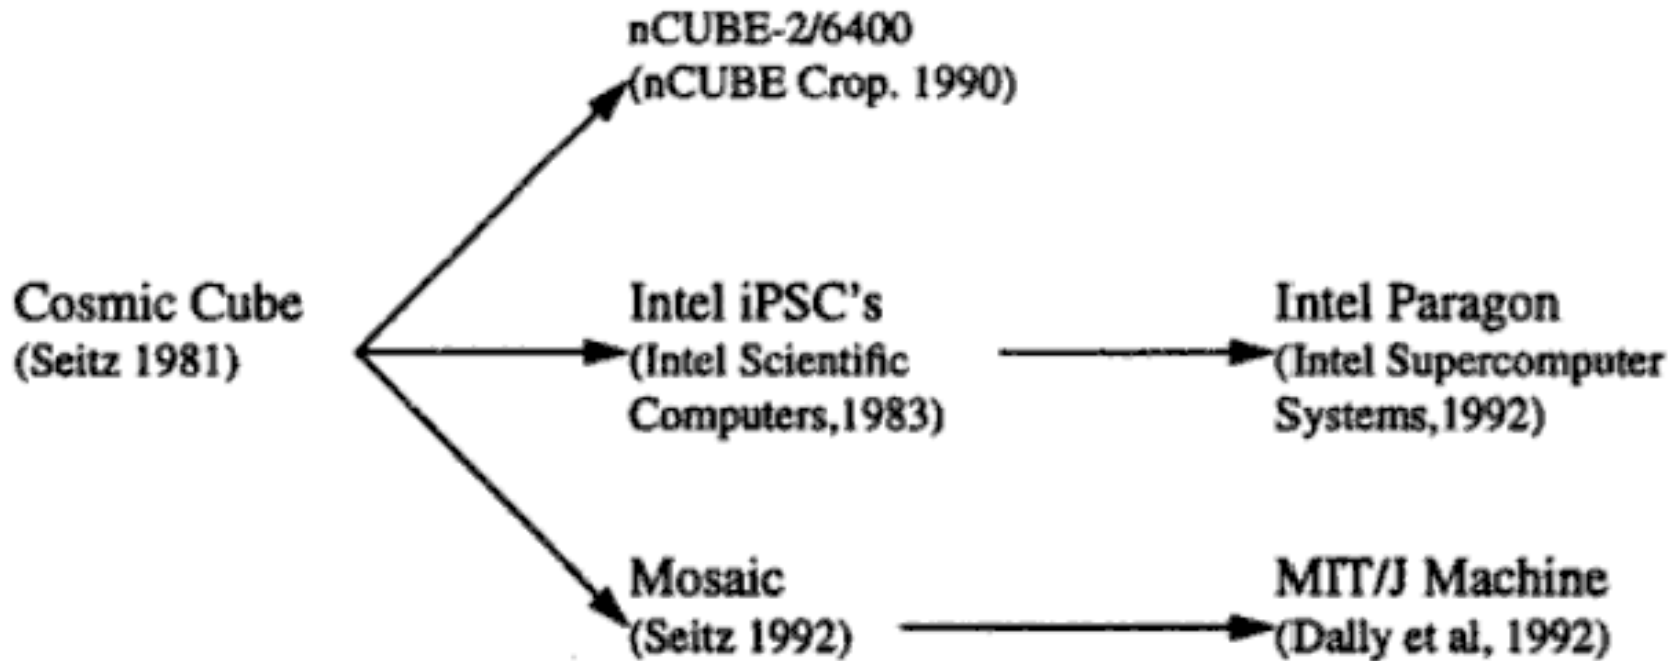 nCUBE-2/6400
(nCUBE Crop. 1990)
Cosmic Cube
(Seitz 1981)
Intel iPSC's
(Intel Scientific
Computers,1983)
Intel Paragon
(Intel Supercomputer
Systems,1992)
Mosaic
(Seitz 1992)
MIT/J Machine
(Dally et al, 1992)